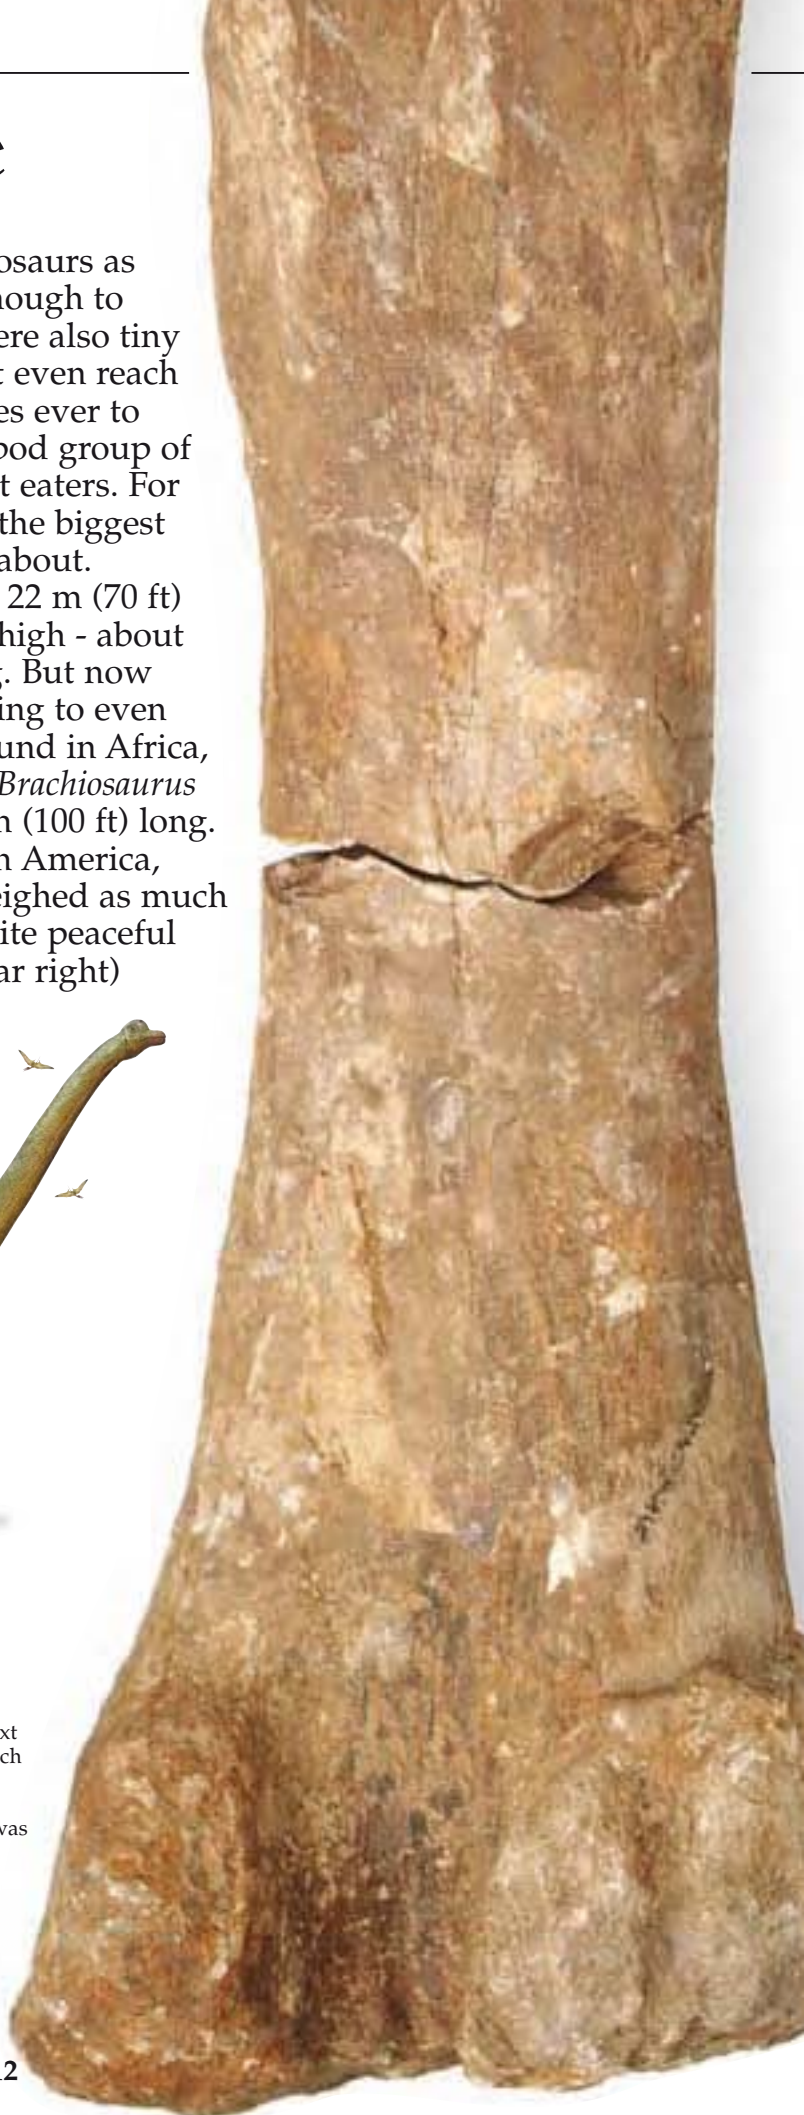 osaurs as
nough to
ere also tiny
t even reach
es ever to
pod group of
t eaters. For
the biggest
about.
22 m (70 ft)
high - about
g. But now
ing to even
und in Africa,
Brachiosaurus
m (100 ft) long.
h America,
eighed as much
ite peaceful
ar right)
xt
ch
was
12